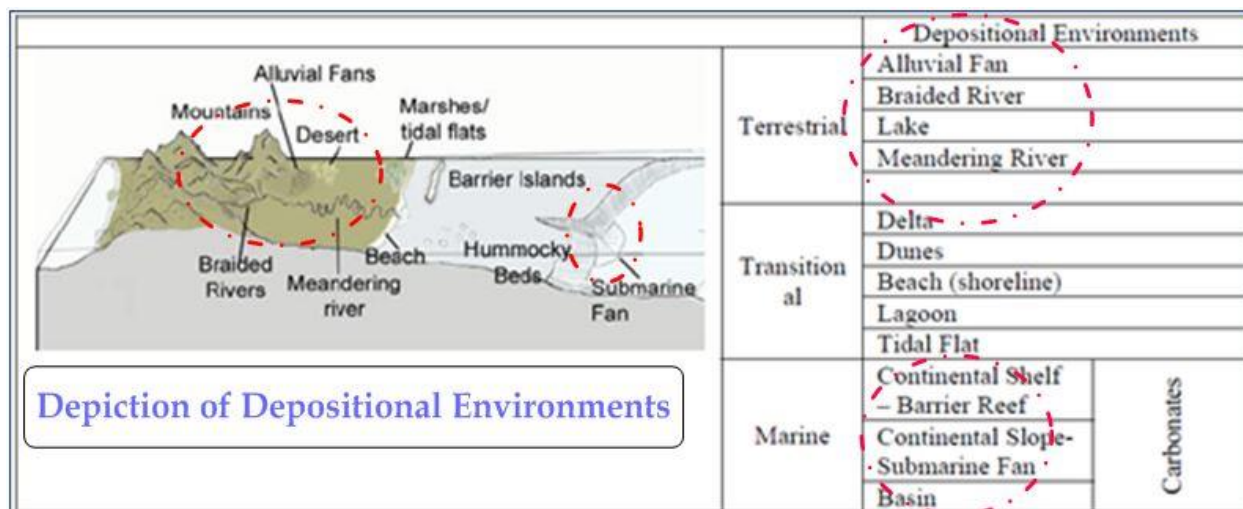 Alluvial Fans
Mountains
Desert
Marshes/
tidal flats
Barrier Islands
Braided
Rivers
Meandering
river
Beach
Hummocky
Beds
Submarine
Fan
Depiction of Depositional Environments
Depositional Environments
Terrestrial
Alluvial Fan
Braided River
Lake
Meandering River
Transition
al
Delta
Dunes
Beach (shoreline)
Lagoon
Tidal Flat
Marine
Continental Shelf
– Barrier Reef
Continental Slope-
Submarine Fan
Basin
Carbonates